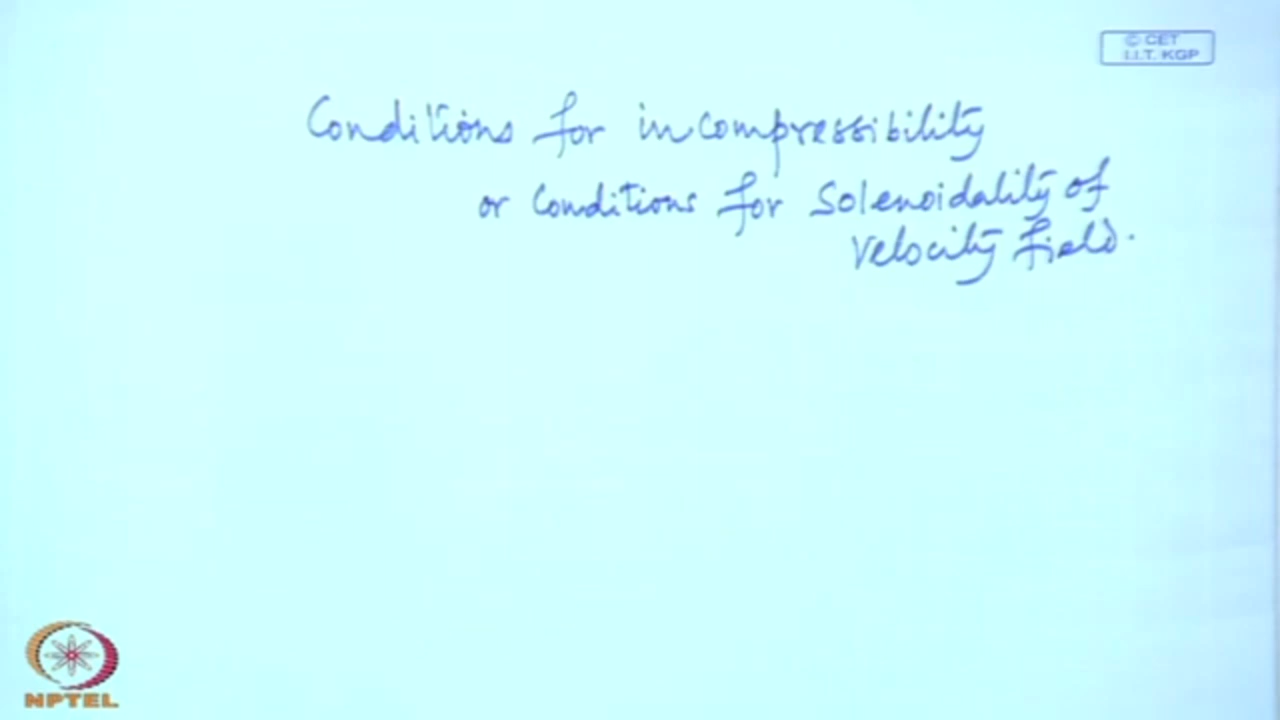 © CET
I.I.T. KGP
Conditions for incompressibility
or Conditions for Solenoidality of
Velocity field.
NPTEL